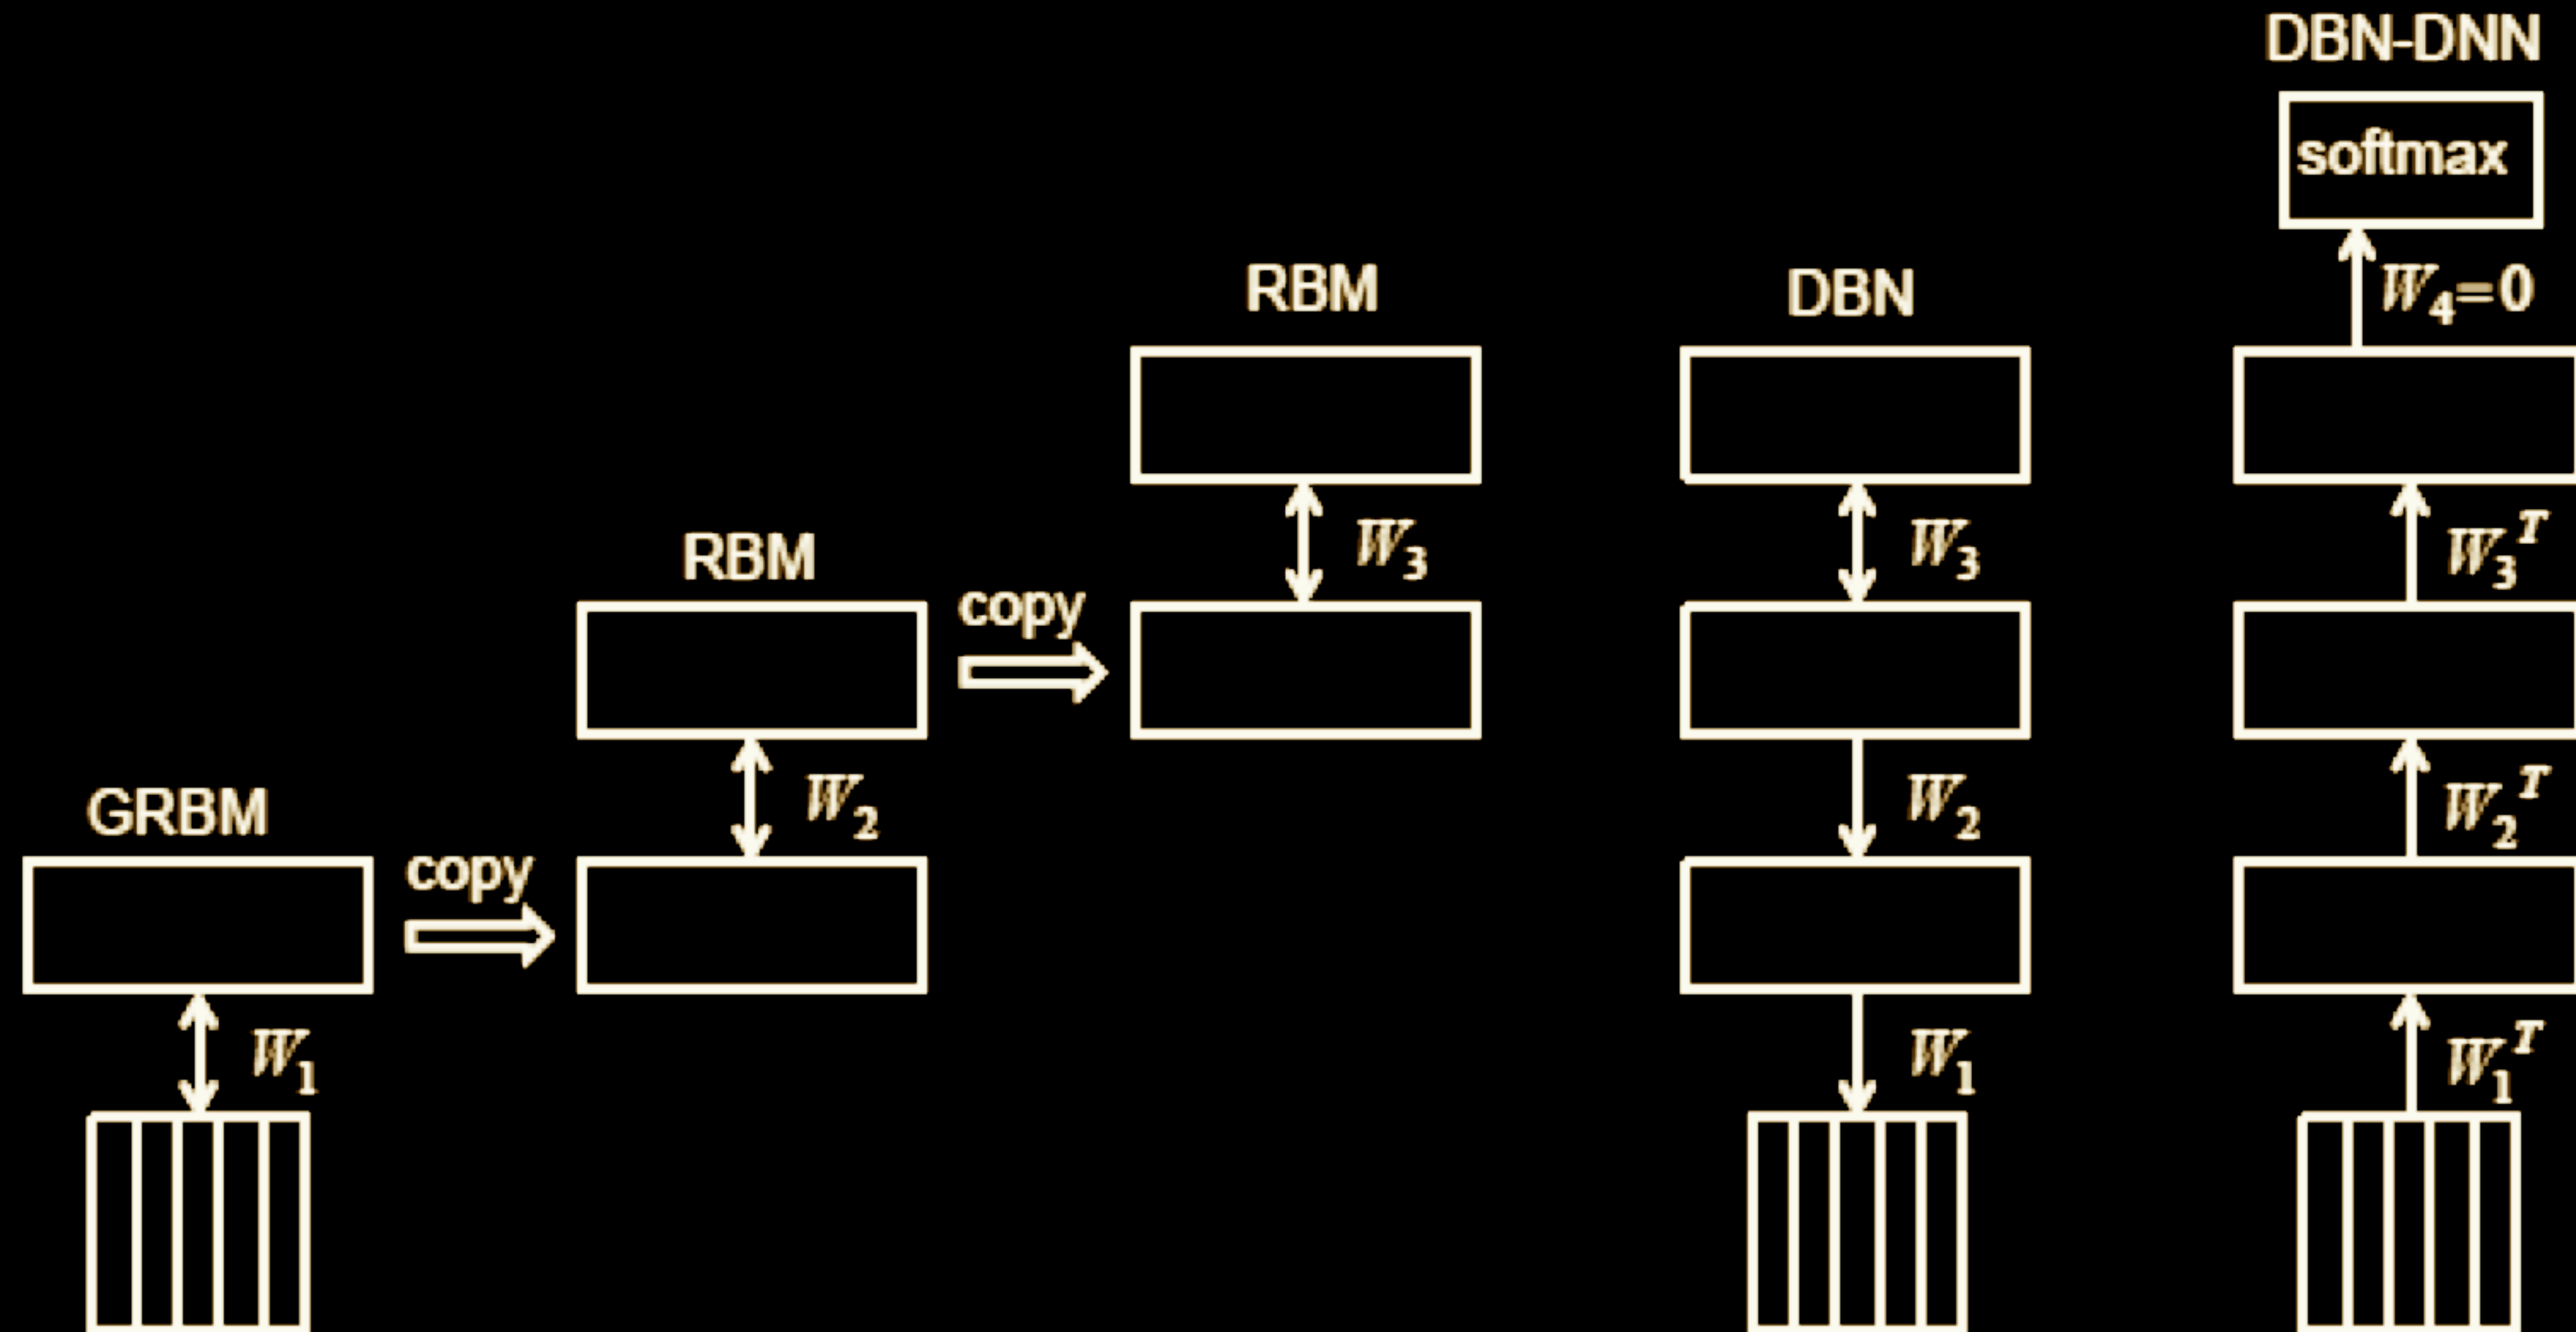 DBN-DNN
softmax
W₄=0
RBM
DBN
W₃
W₃
W₃ᵀ
RBM
copy
W₂
W₂
W₂ᵀ
GRBM
copy
W₁
W₁
W₁ᵀ